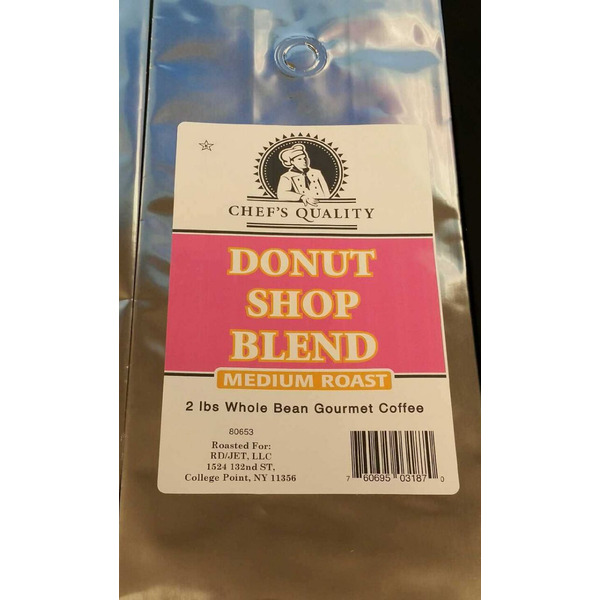 CHEF'S QUALITY
DONUT
SHOP
BLEND
MEDIUM ROAST
2 lbs Whole Bean Gourmet Coffee
80653
Roasted For:
RD/JET, LLC
1524 132nd ST,
College Point, NY 11356
7 60695 03187 0